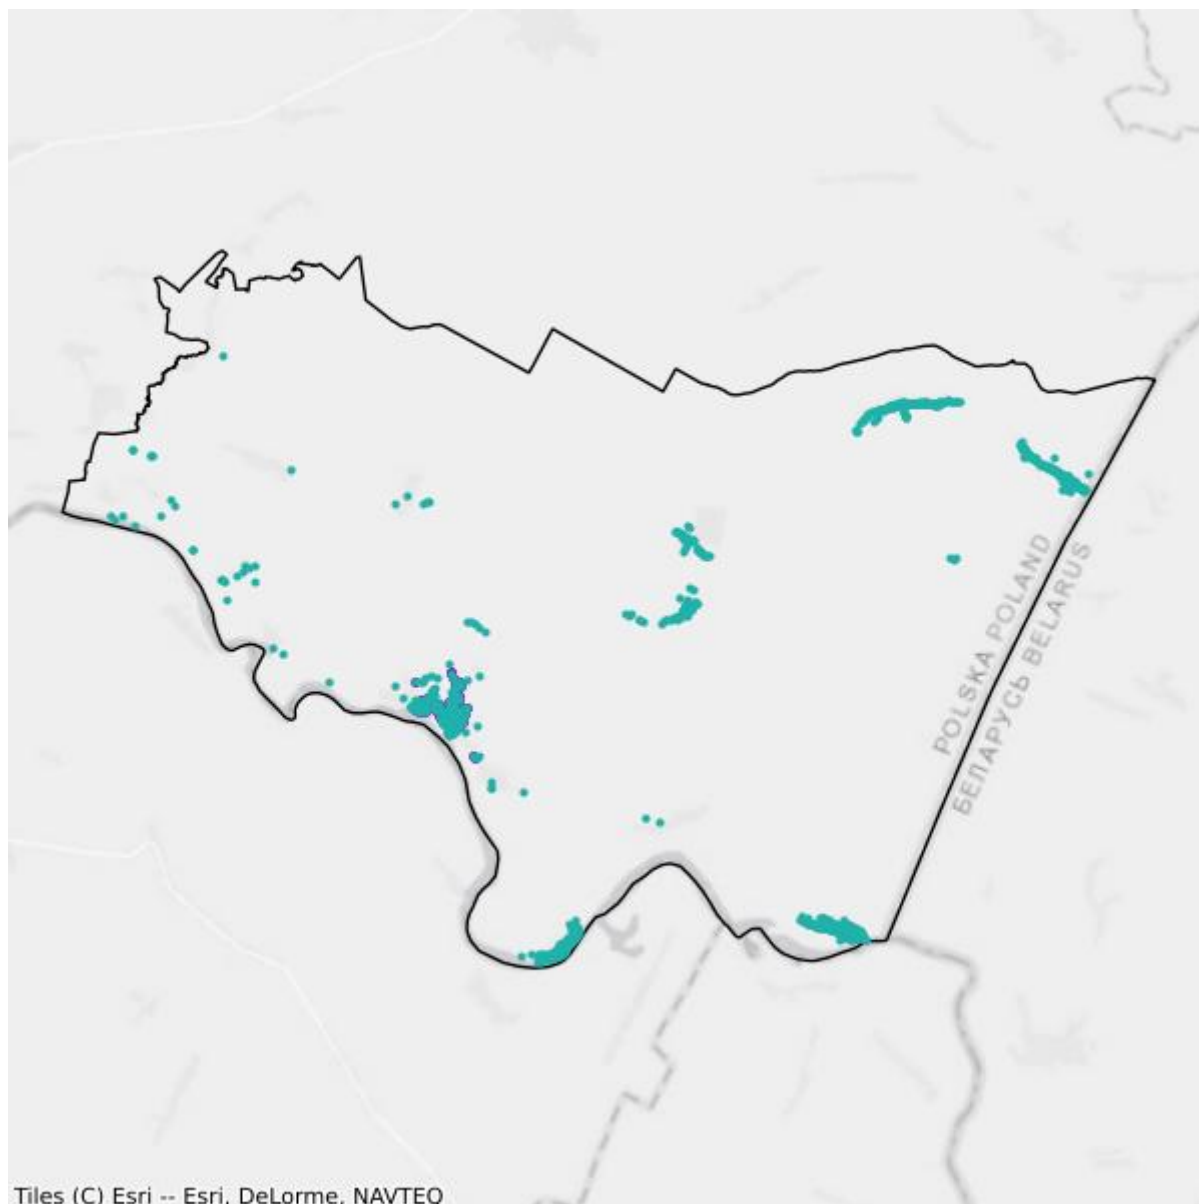 POLSKA POLAND
БЕЛАРУСЬ BELARUS
Tiles (C) Esri -- Esri, DeLorme, NAVTEQ